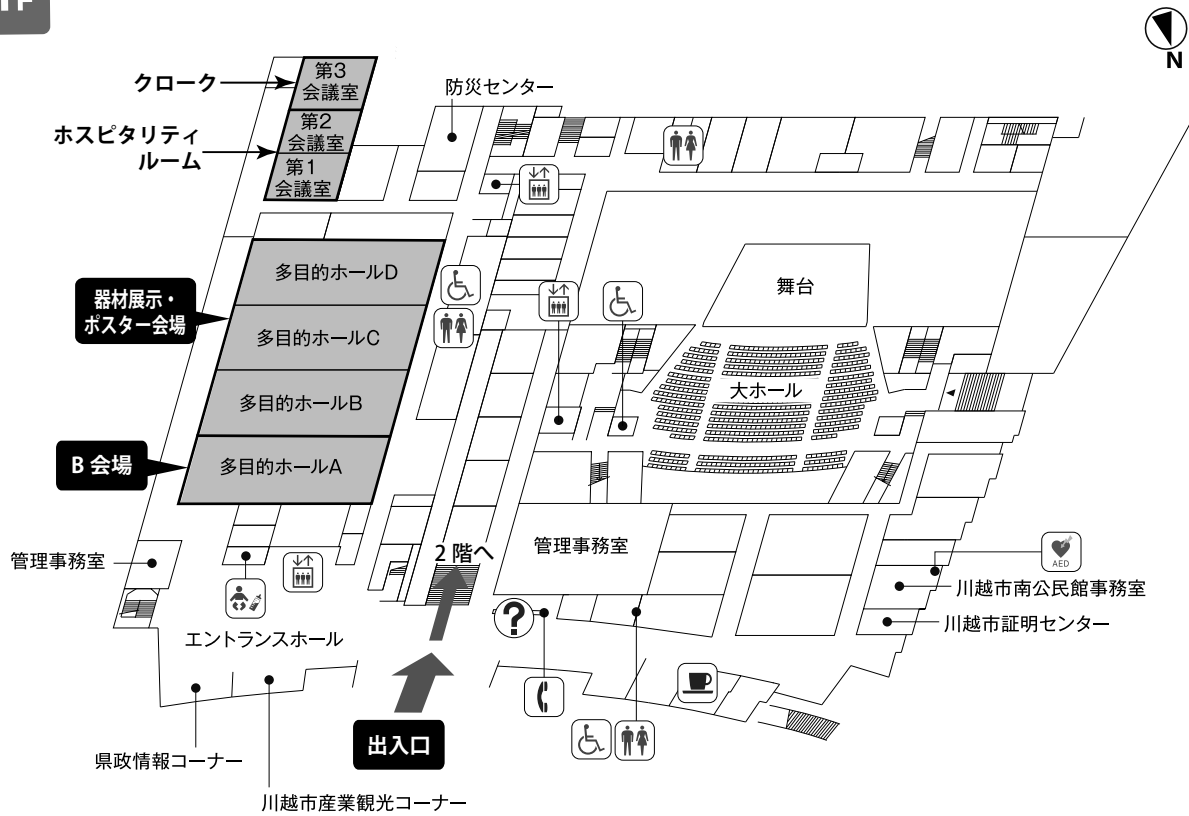 1F
N
クローク
第3
会議室
防災センター
ホスピタリティ
ルーム
第2
会議室
第1
会議室
多目的ホールD
舞台
器材展示・
ポスター会場
多目的ホールC
大ホール
多目的ホールB
B 会場
多目的ホールA
管理事務室
2 階へ
管理事務室
AED
川越市南公民館事務室
川越市証明センター
?
エントランスホール
出入口
県政情報コーナー
川越市産業観光コーナー